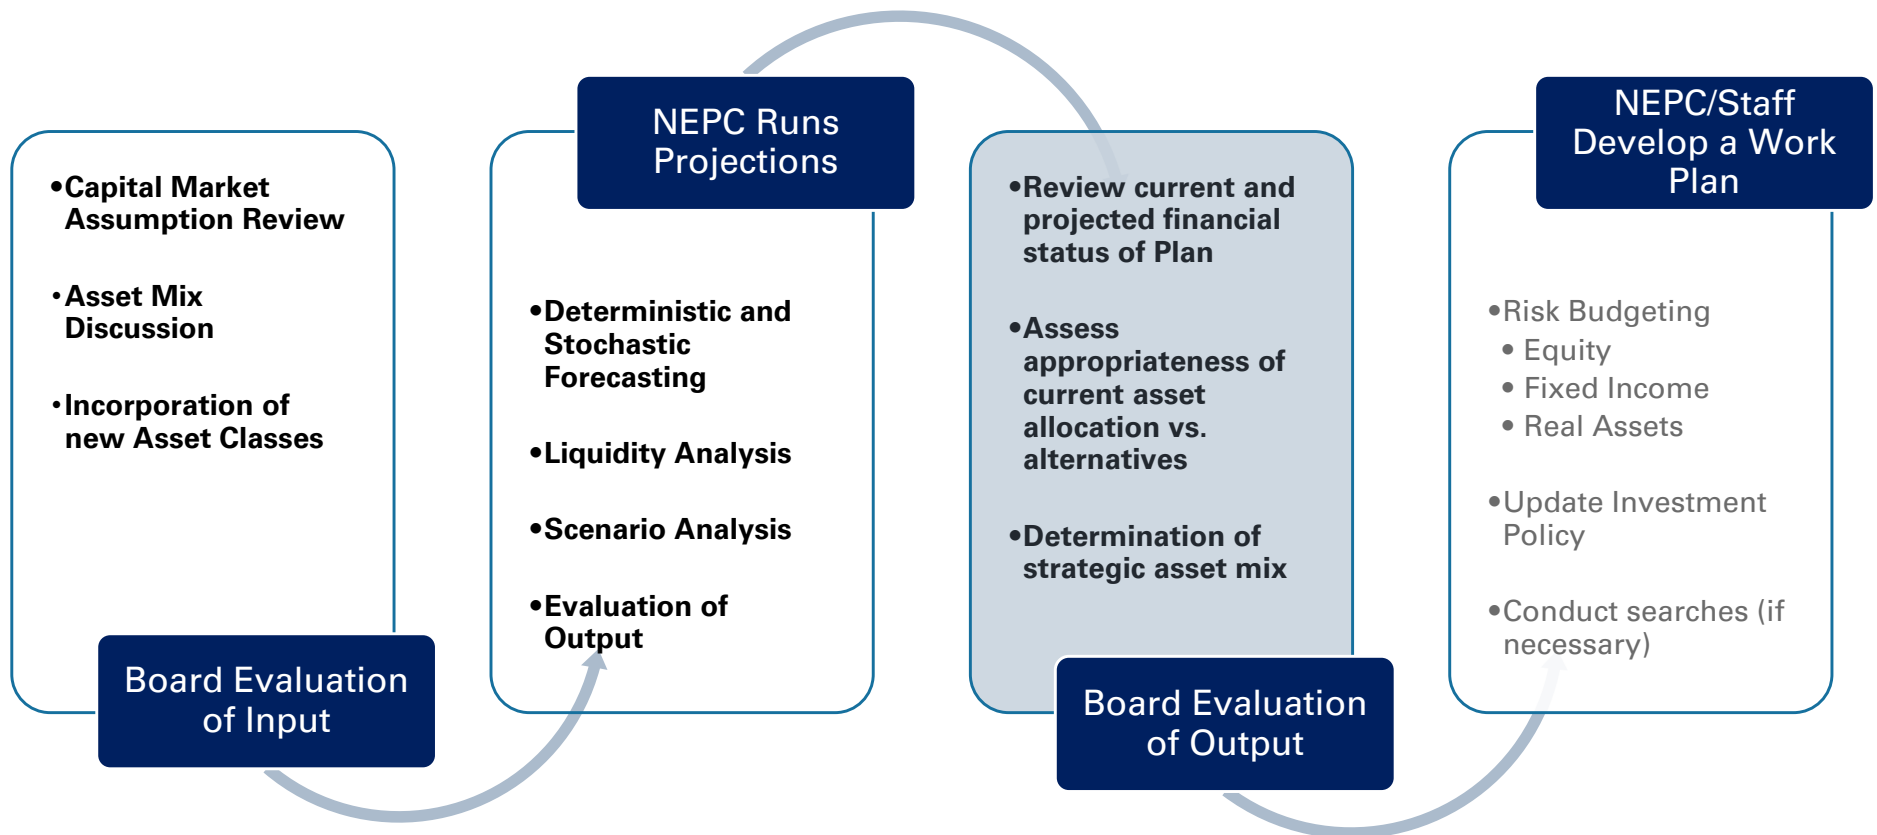 •Capital Market
Assumption Review
•Asset Mix
Discussion
•Incorporation of
new Asset Classes
Board Evaluation
of Input
NEPC Runs
Projections
•Deterministic and
Stochastic
Forecasting
•Liquidity Analysis
•Scenario Analysis
•Evaluation of
Output
•Review current and
projected financial
status of Plan
•Assess
appropriateness of
current asset
allocation vs.
alternatives
•Determination of
strategic asset mix
Board Evaluation
of Output
NEPC/Staff
Develop a Work
Plan
•Risk Budgeting
• Equity
• Fixed Income
• Real Assets
•Update Investment
Policy
•Conduct searches (if
necessary)